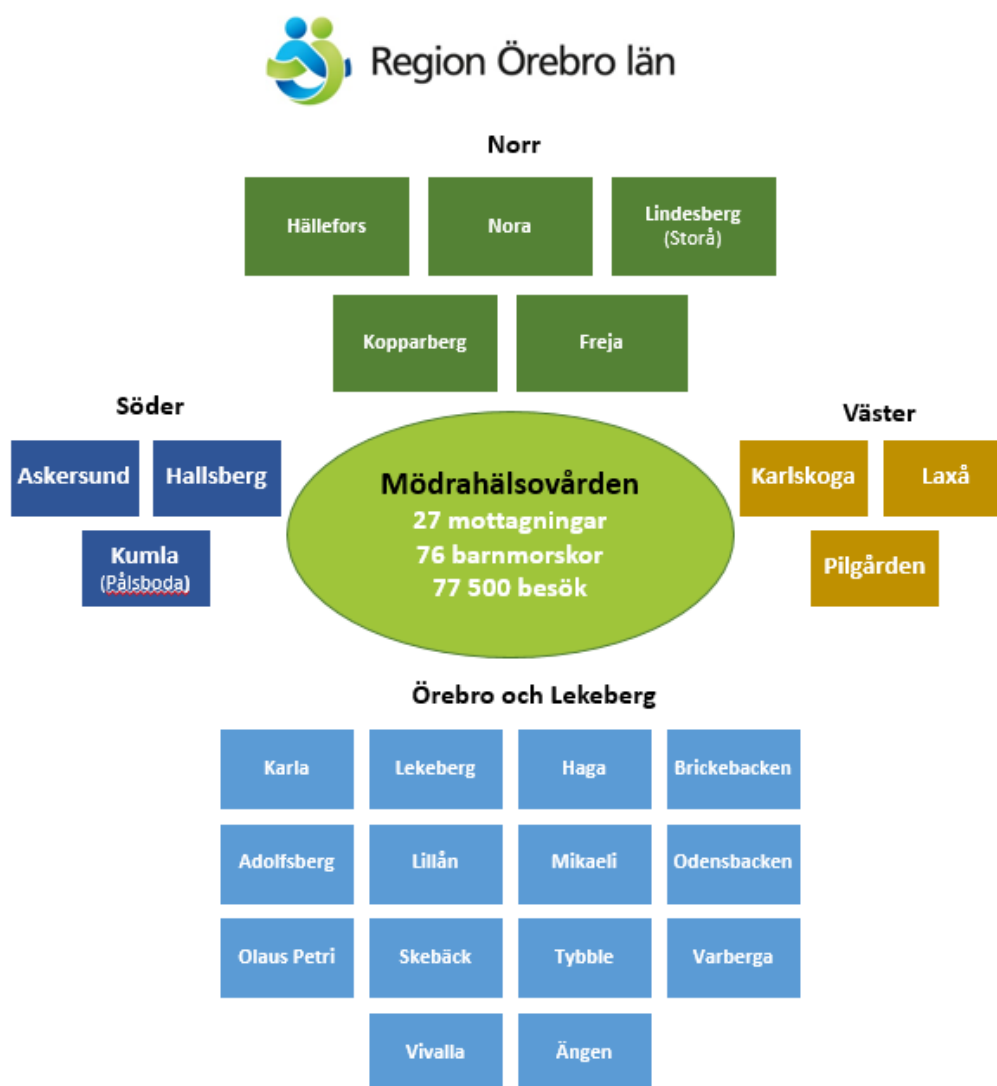 Region Örebro län
Norr
Hällefors
Nora
Lindesberg
(Storå)
Kopparberg
Freja
Söder
Askersund
Hallsberg
Kumla
(Pålsboda)
Mödrahälsovården
27 mottagningar
76 barnmorskor
77 500 besök
Väster
Karlskoga
Laxå
Pilgården
Örebro och Lekeberg
Karla
Lekeberg
Haga
Brickebacken
Adolfsberg
Lillån
Mikaeli
Odensbacken
Olaus Petri
Skebäck
Tybble
Varberga
Vivalla
Ängen